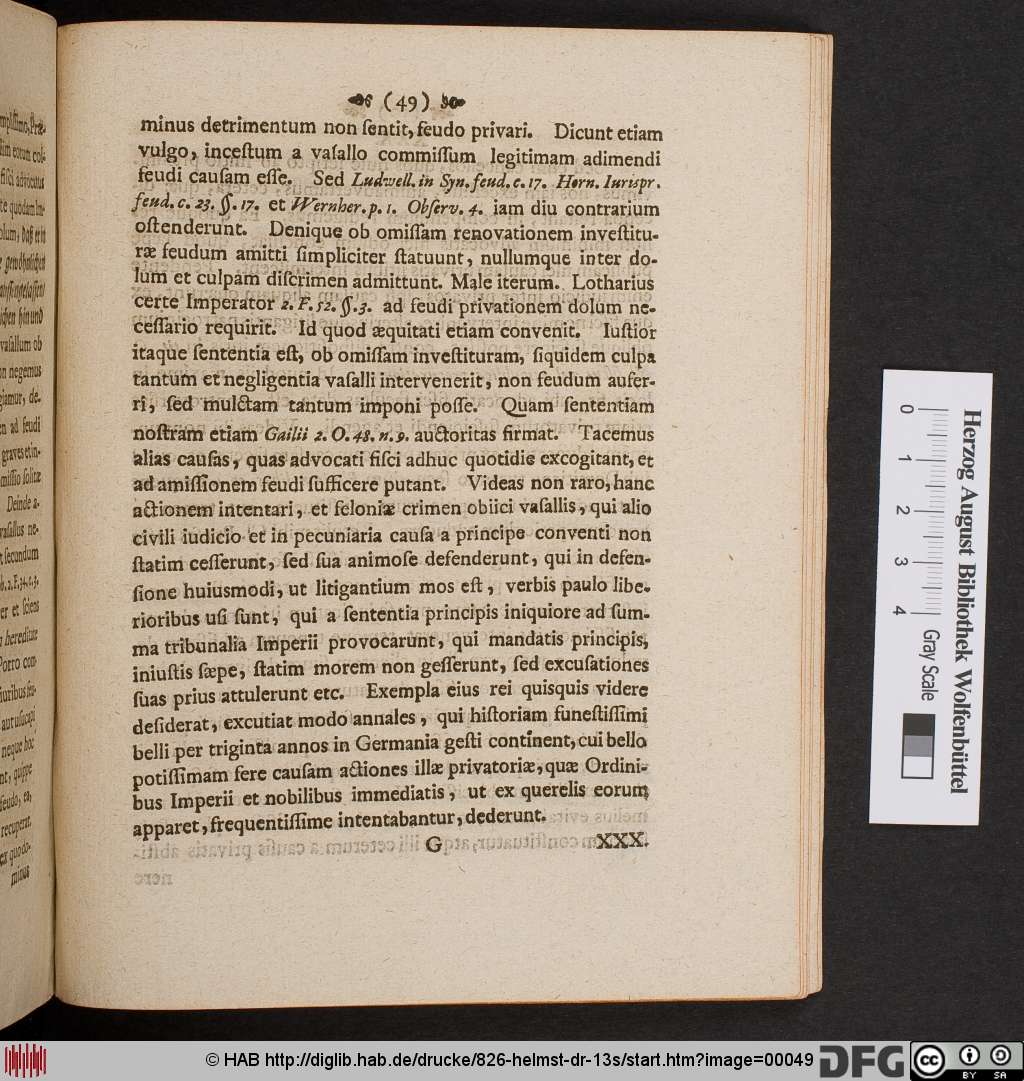 (49)
minus detrimentum non ſentit, feudo privari. Dicunt etiam
vulgo, inceſtum a vaſallo commiſſum legitimam adimendi
feudi cauſam eſſe. Sed Ludwell. in Syn. feud. c. 17. Horn. Iurispr.
feud. c. 23. §. 17. et Wernher. p. 1. Obſerv. 4. iam diu contrarium
oſtenderunt. Denique ob omiſſam renovationem inveſtitu-
ræ feudum amitti ſimpliciter ſtatuunt, nullumque inter do-
lum et culpam diſcrimen admittunt. Male iterum. Lotharius
certe Imperator 2. F. 52. §. 3. ad feudi privationem dolum ne-
ceſſario requirit. Id quod æquitati etiam convenit. Iuſtior
itaque ſententia eſt, ob omiſſam inveſtituram, ſiquidem culpa
tantum et negligentia vaſalli intervenerit, non feudum aufer-
ri, ſed mulctam tantum imponi poſſe. Quam ſententiam
noſtram etiam Gailii 2. O. 48. n. 9. auctoritas firmat. Tacemus
alias cauſas, quas advocati fiſci adhuc quotidie excogitant, et
ad amiſſionem feudi ſufficere putant. Videas non raro, hanc
actionem intentari, et feloniæ crimen obiici vaſallis, qui alio
civili iudicio et in pecuniaria cauſa a principe conventi non
ſtatim ceſſerunt, ſed ſua animoſe defenderunt, qui in defen-
ſione huiusmodi, ut litigantium mos eſt, verbis paulo libe-
rioribus uſi ſunt, qui a ſententia principis iniquiore ad ſum-
ma tribunalia Imperii provocarunt, qui mandatis principis,
iniuſtis ſæpe, ſtatim morem non geſſerunt, ſed excuſationes
ſuas prius attulerunt etc. Exempla eius rei quisquis videre
deſiderat, excutiat modo annales, qui hiſtoriam funeſtiſſimi
belli per triginta annos in Germania geſti continent, cui bello
potiſſimam fere cauſam actiones illæ privatoriæ, quæ Ordini-
bus Imperii et nobilibus immediatis, ut ex querelis eorum
apparet, frequentiſſime intentabantur, dederunt.
G XXX.
Herzog August Bibliothek Wolfenbüttel
0 1 2 3 4 Gray Scale
© HAB http://diglib.hab.de/drucke/826-helmst-dr-13s/start.htm?image=00049
DFG
cc BY SA